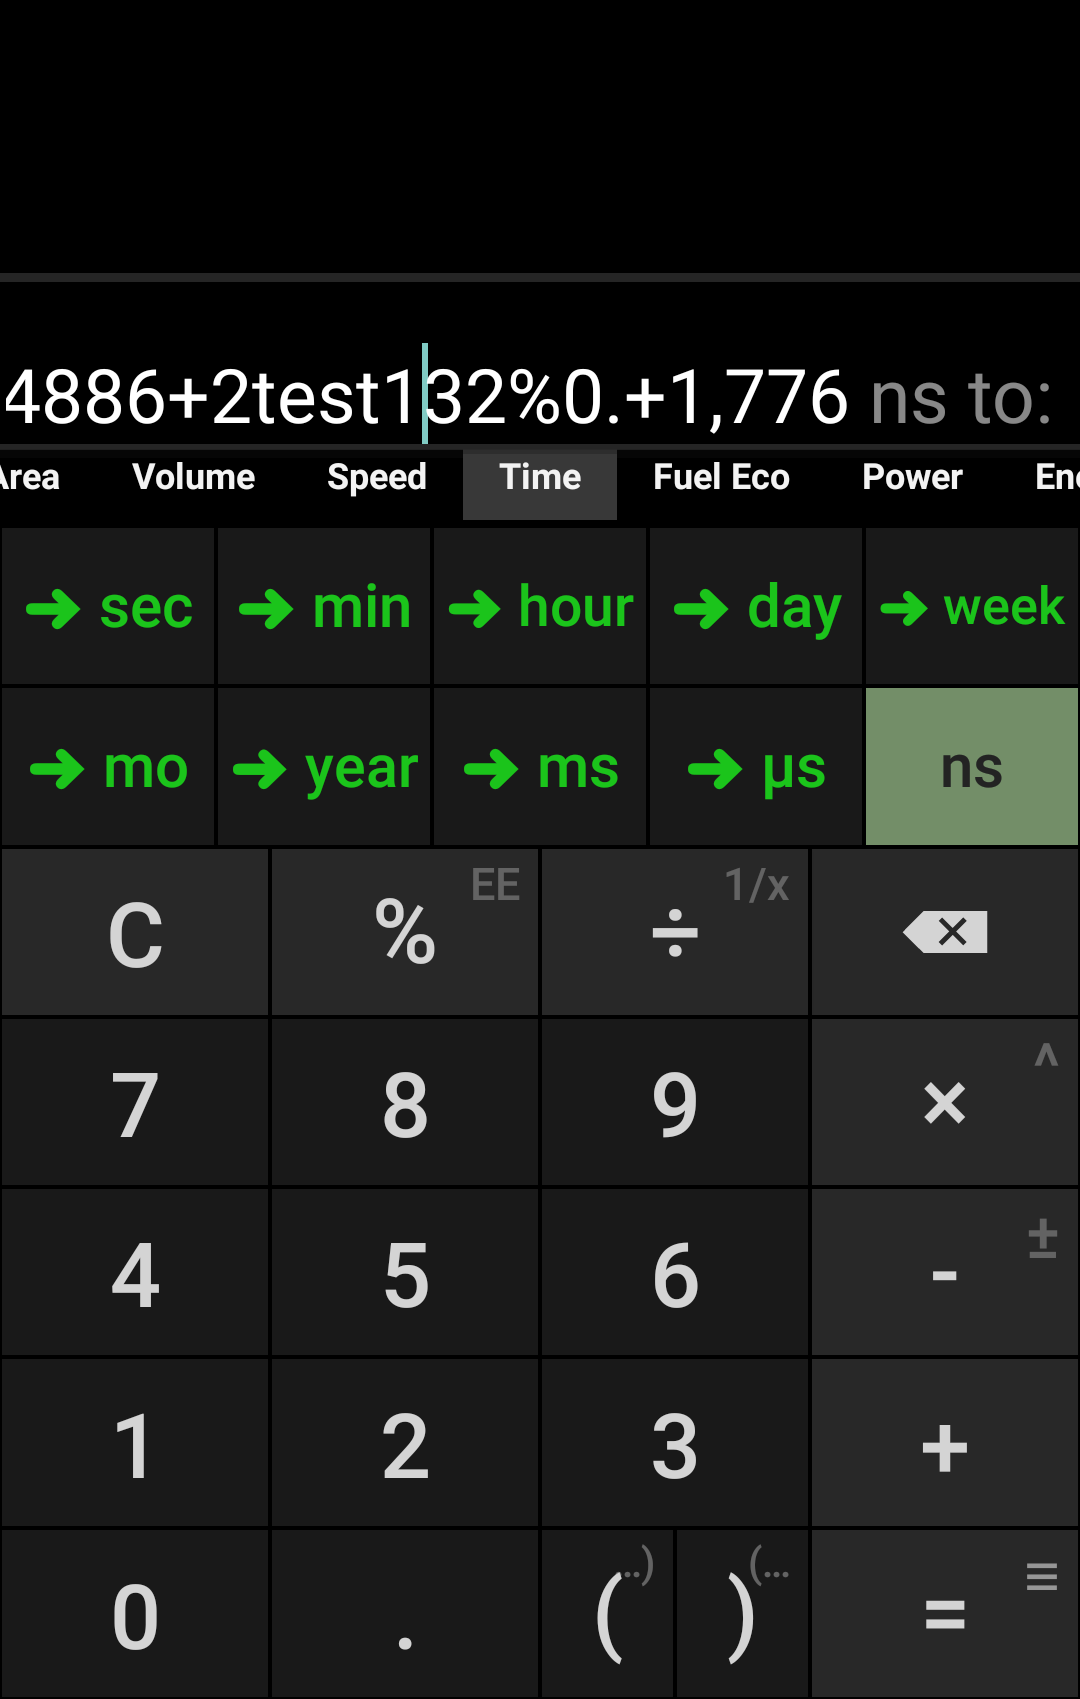 4886+2test132%0.+1,776 ns to:
Area Volume Speed Time Fuel Eco Power Ene
→ sec → min → hour → day → week
→ mo → year → ms → µs ns
C % EE ÷ 1/x
7 8 9 × ^
4 5 6 - ±
1 2 3 +
0 . ( ..) ) (... = ≡